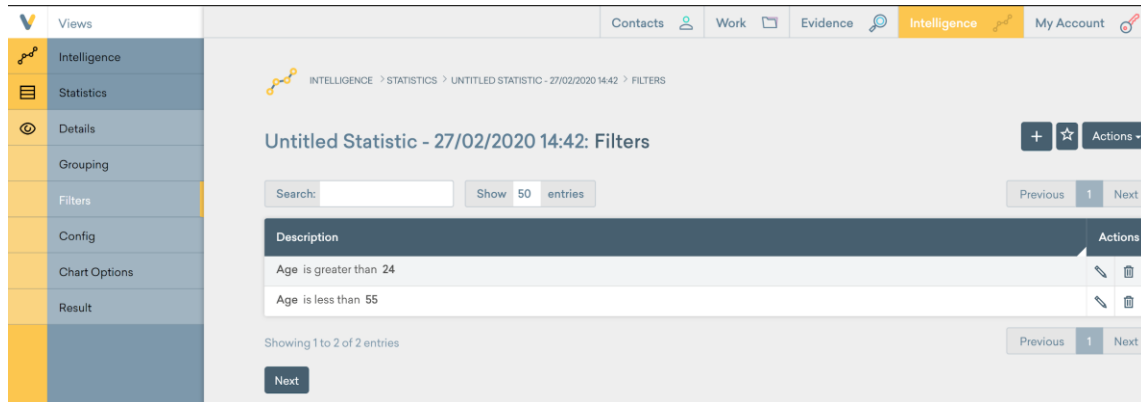 Views
Contacts Work Evidence Intelligence My Account
Intelligence
Statistics
Details
Grouping
Filters
Config
Chart Options
Result
INTELLIGENCE > STATISTICS > UNTITLED STATISTIC - 27/02/2020 14:42 > FILTERS
Untitled Statistic - 27/02/2020 14:42: Filters
+ Actions
Search: Show 50 entries Previous 1 Next
Description Actions
Age is greater than 24
Age is less than 55
Showing 1 to 2 of 2 entries Previous 1 Next
Next